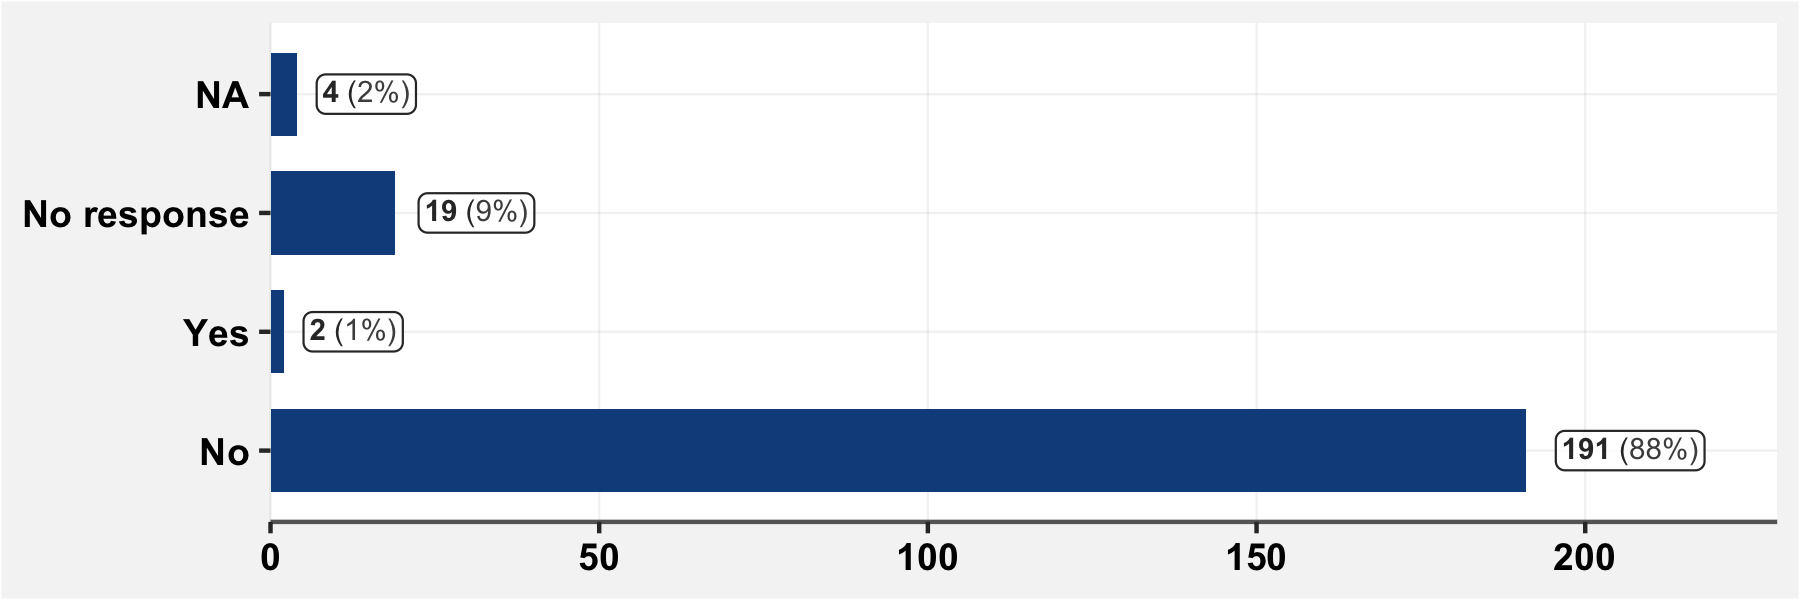 NA 4 (2%)
No response 19 (9%)
Yes 2 (1%)
No 191 (88%)
0 50 100 150 200